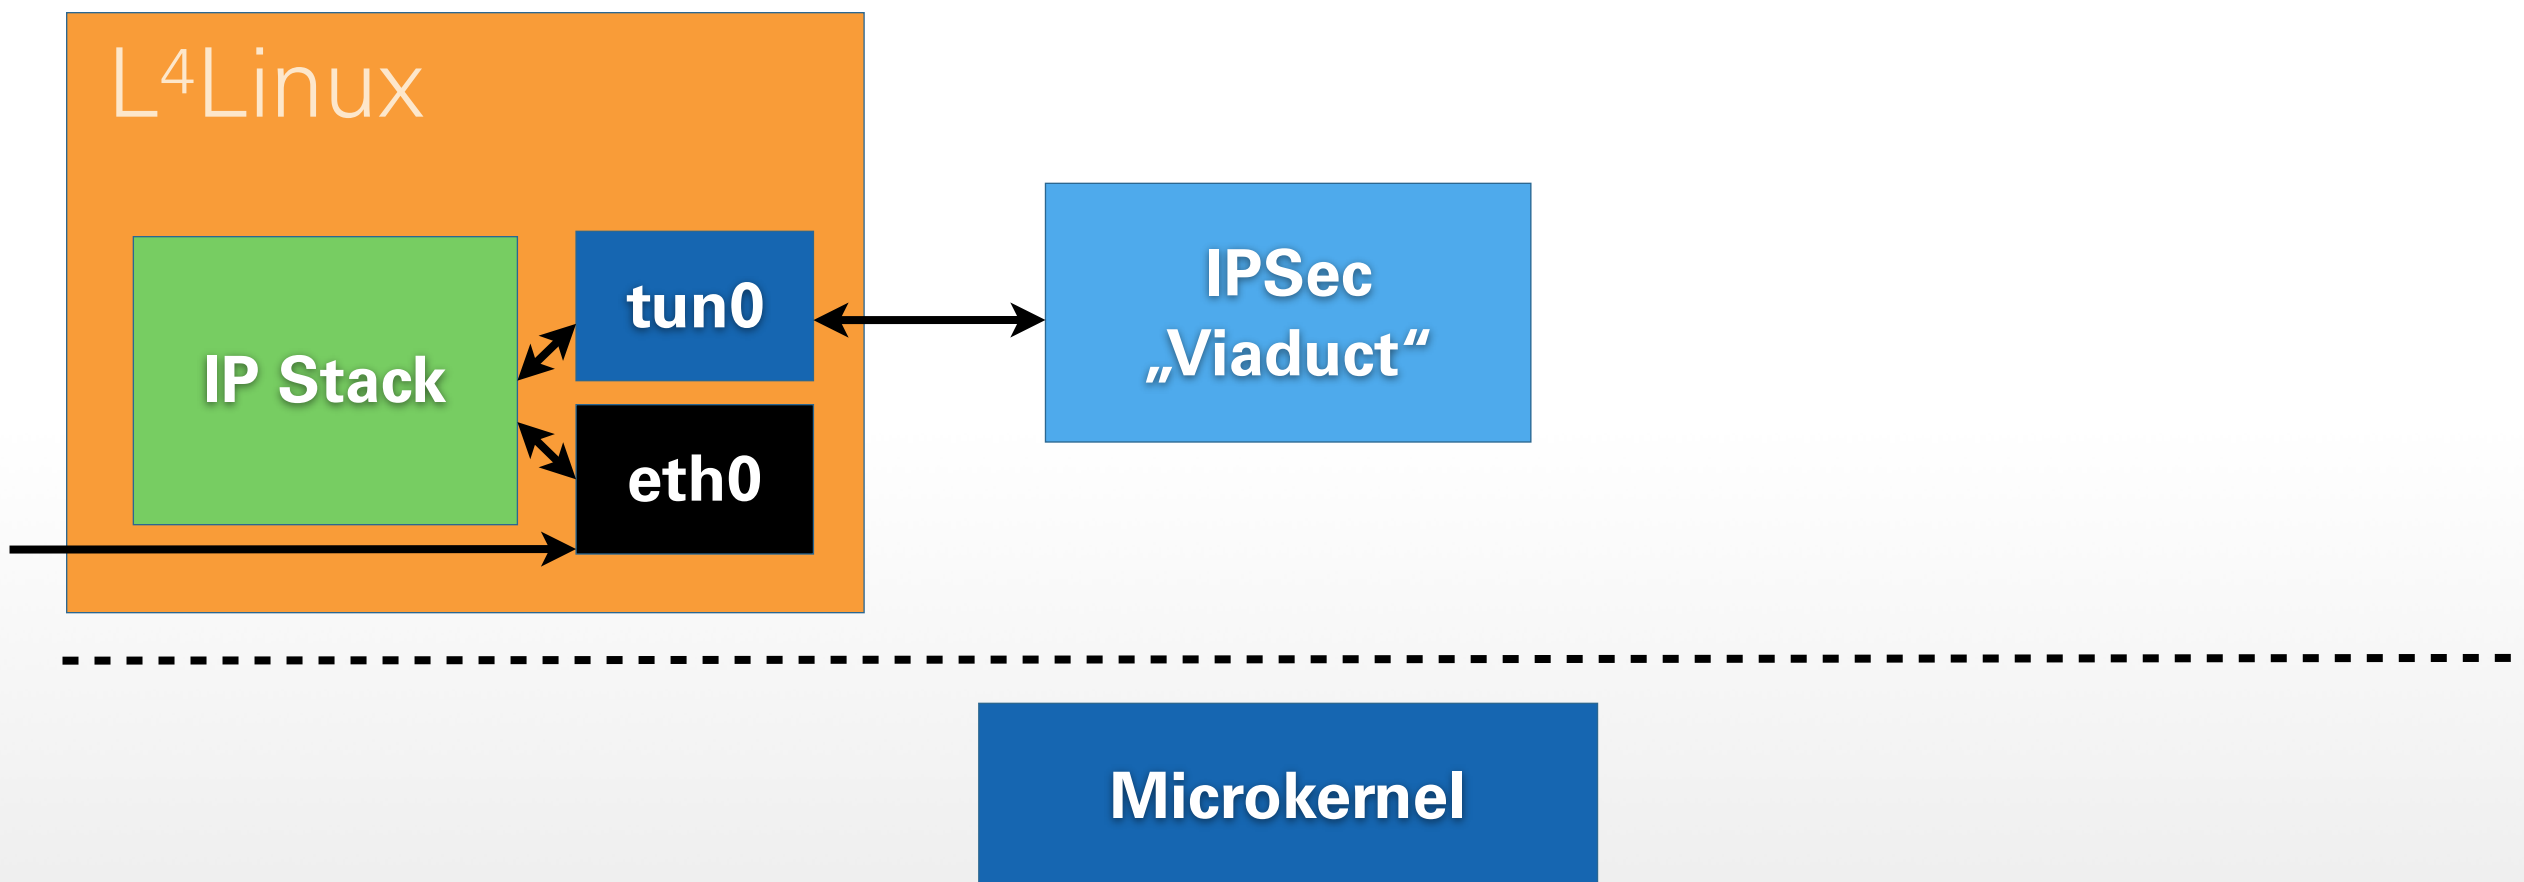 L⁴Linux
IP Stack
tun0
eth0
IPSec
„Viaduct“
Microkernel